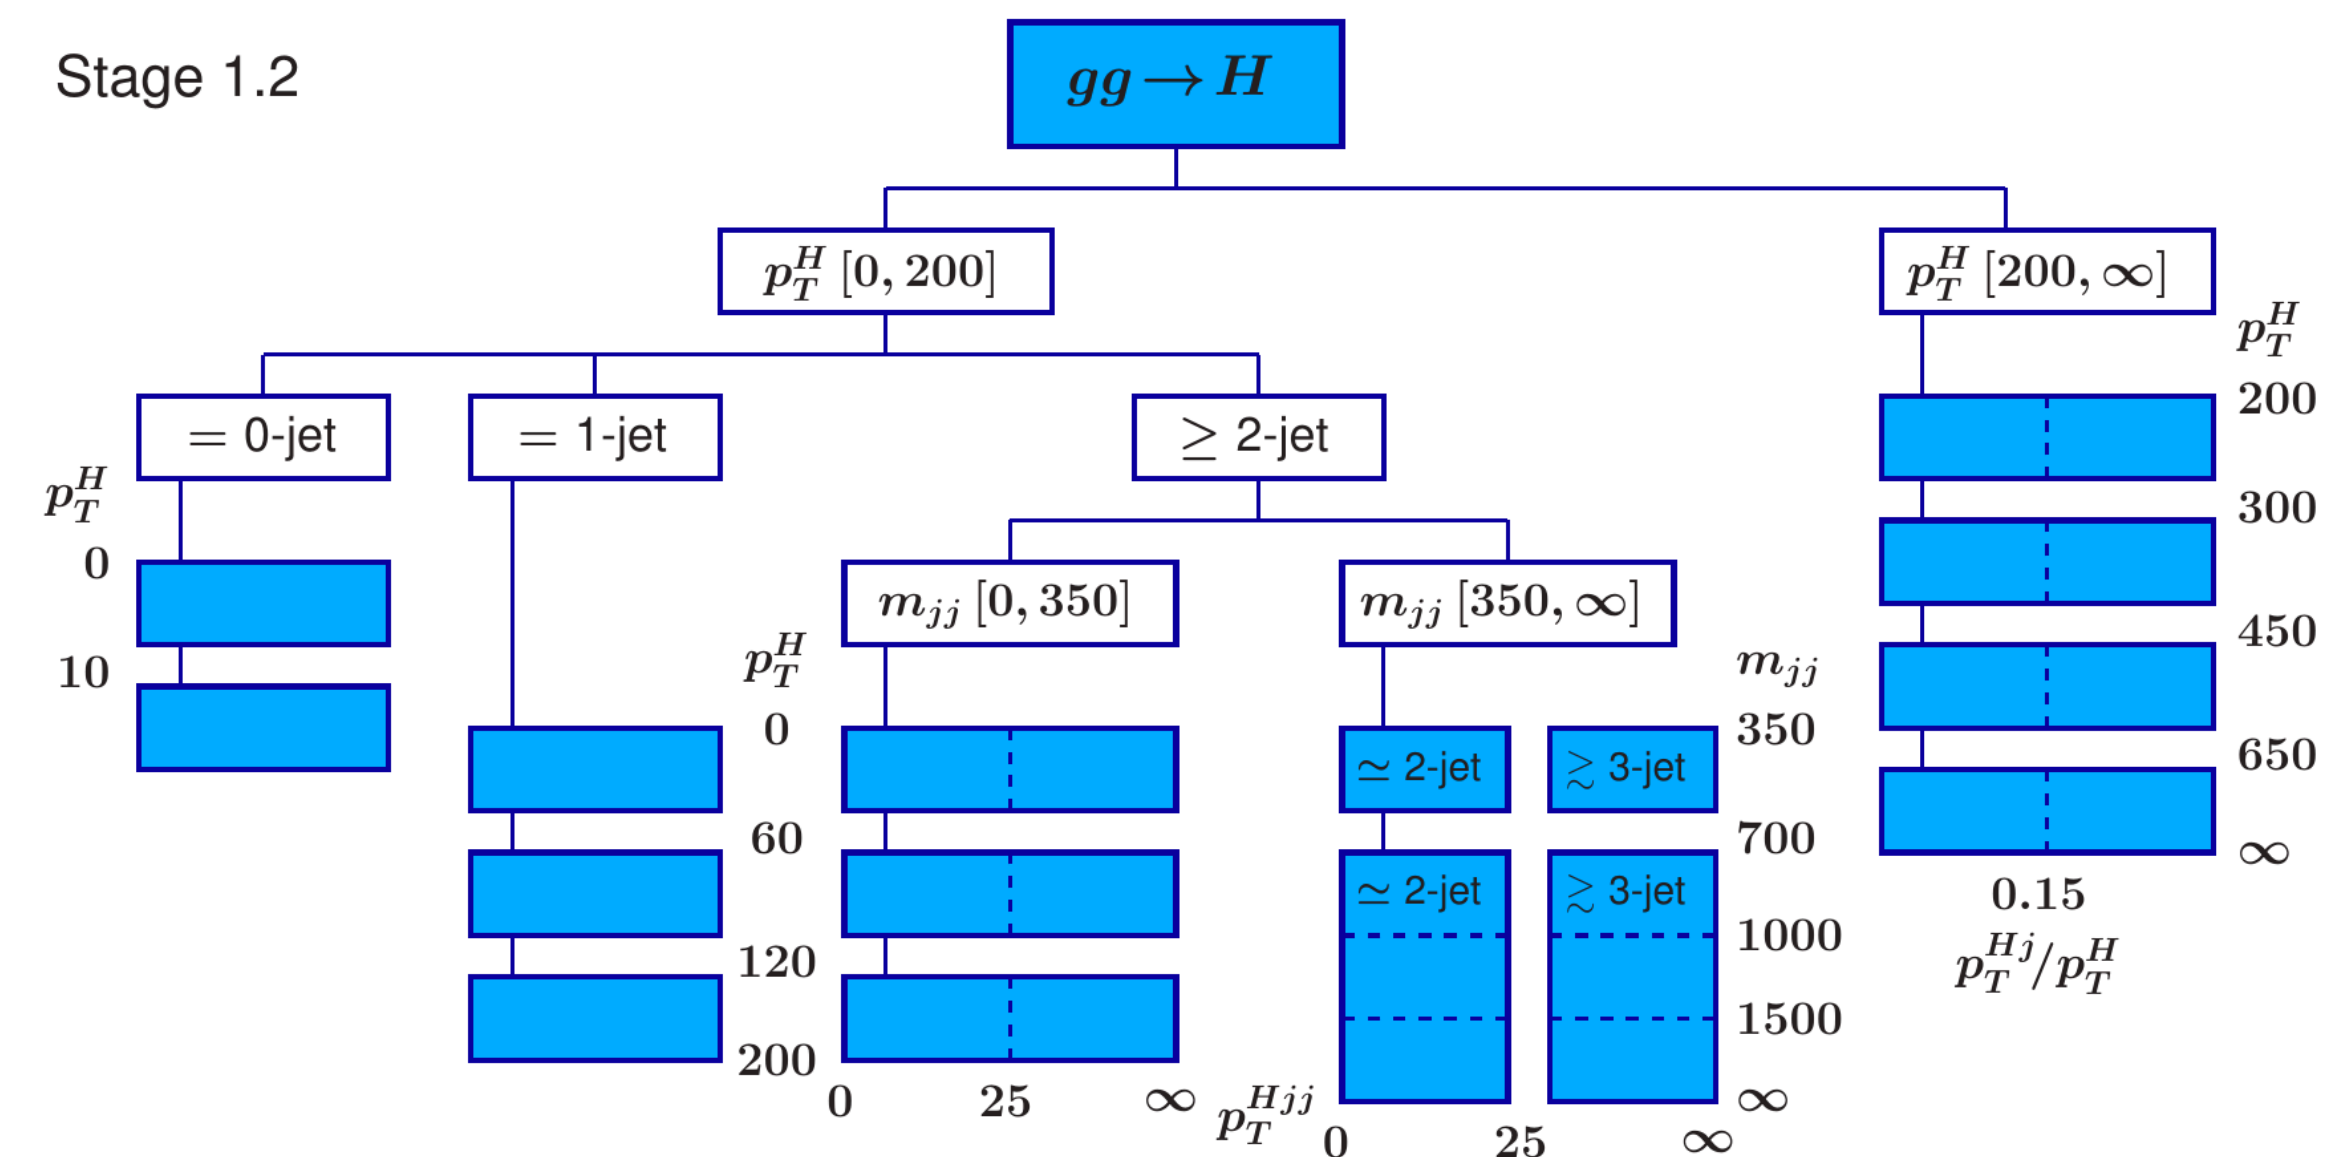 Stage 1.2
gg → H
p_T^H [0, 200]
p_T^H [200, ∞]
= 0-jet
= 1-jet
≥ 2-jet
p_T^H
0
10
m_jj [0, 350]
m_jj [350, ∞]
p_T^H
0
60
120
200
0 25 ∞
≃ 2-jet ≳ 3-jet
≃ 2-jet ≳ 3-jet
m_jj
350
700
1000
1500
∞
p_T^Hjj
0 25 ∞
p_T^H
200
300
450
650
∞
0.15
p_T^Hj/p_T^H